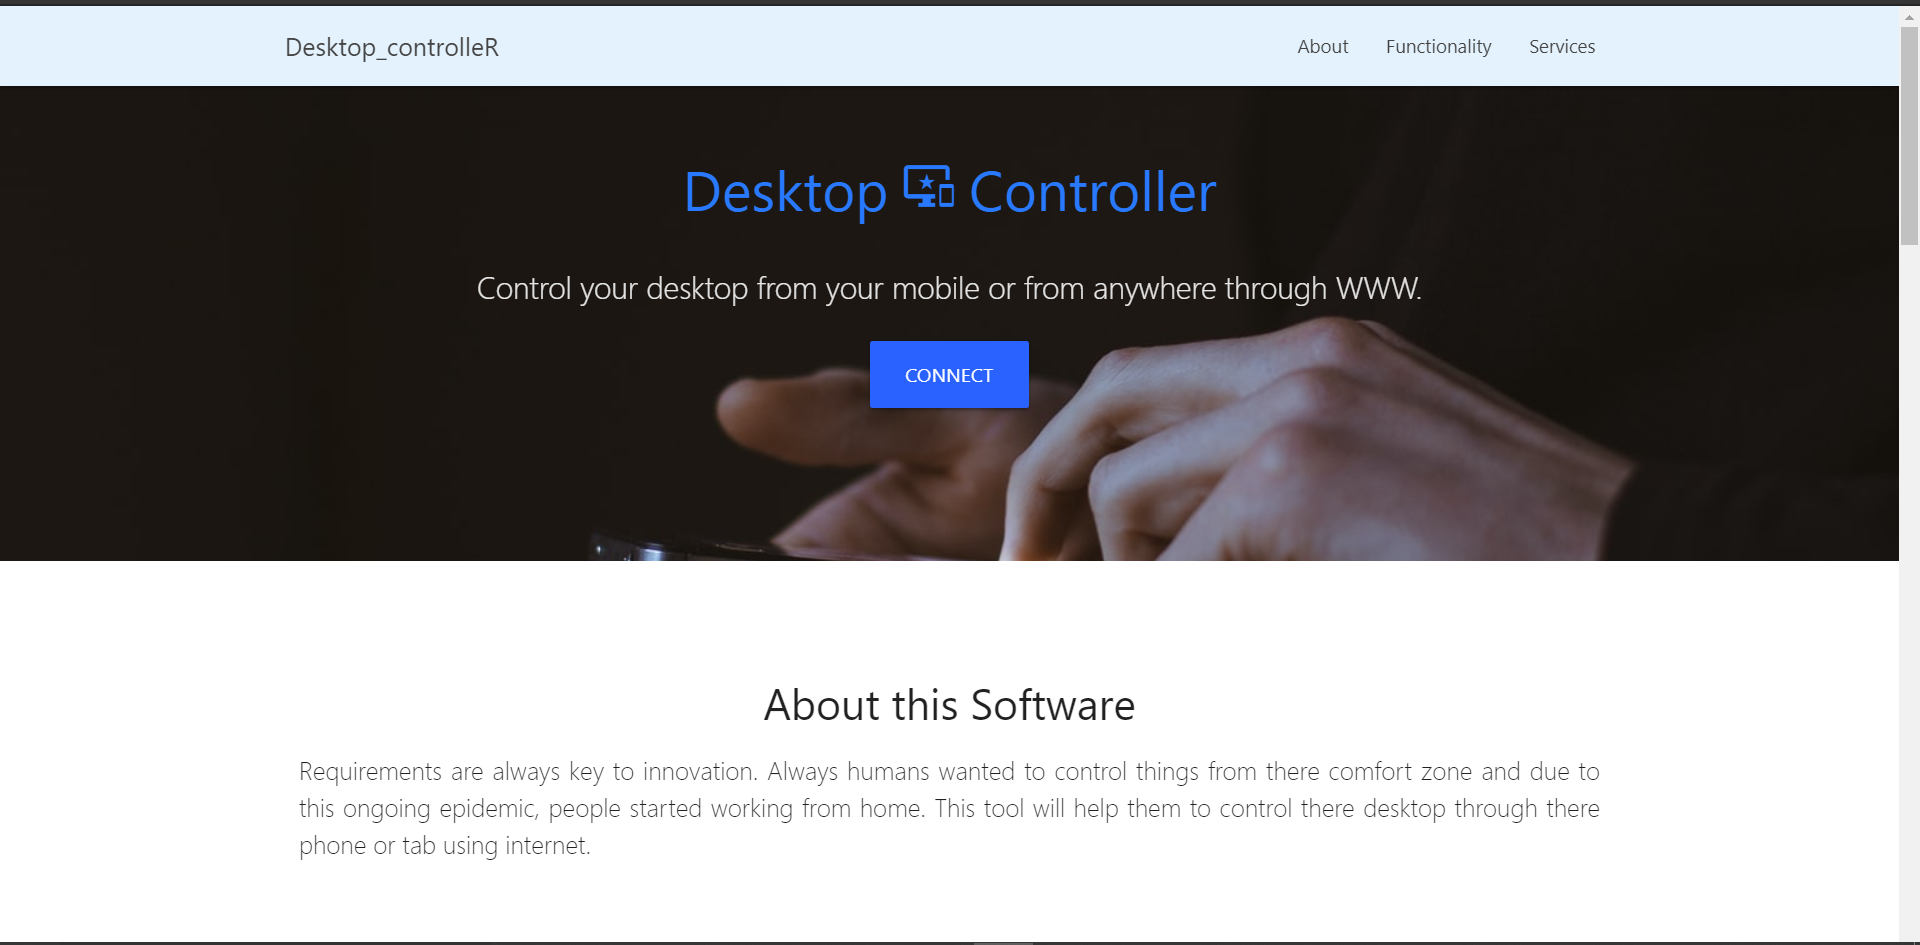 Desktop_controlleR
About Functionality Services
Desktop Controller
Control your desktop from your mobile or from anywhere through WWW.
CONNECT
About this Software
Requirements are always key to innovation. Always humans wanted to control things from there comfort zone and due to
this ongoing epidemic, people started working from home. This tool will help them to control there desktop through there
phone or tab using internet.